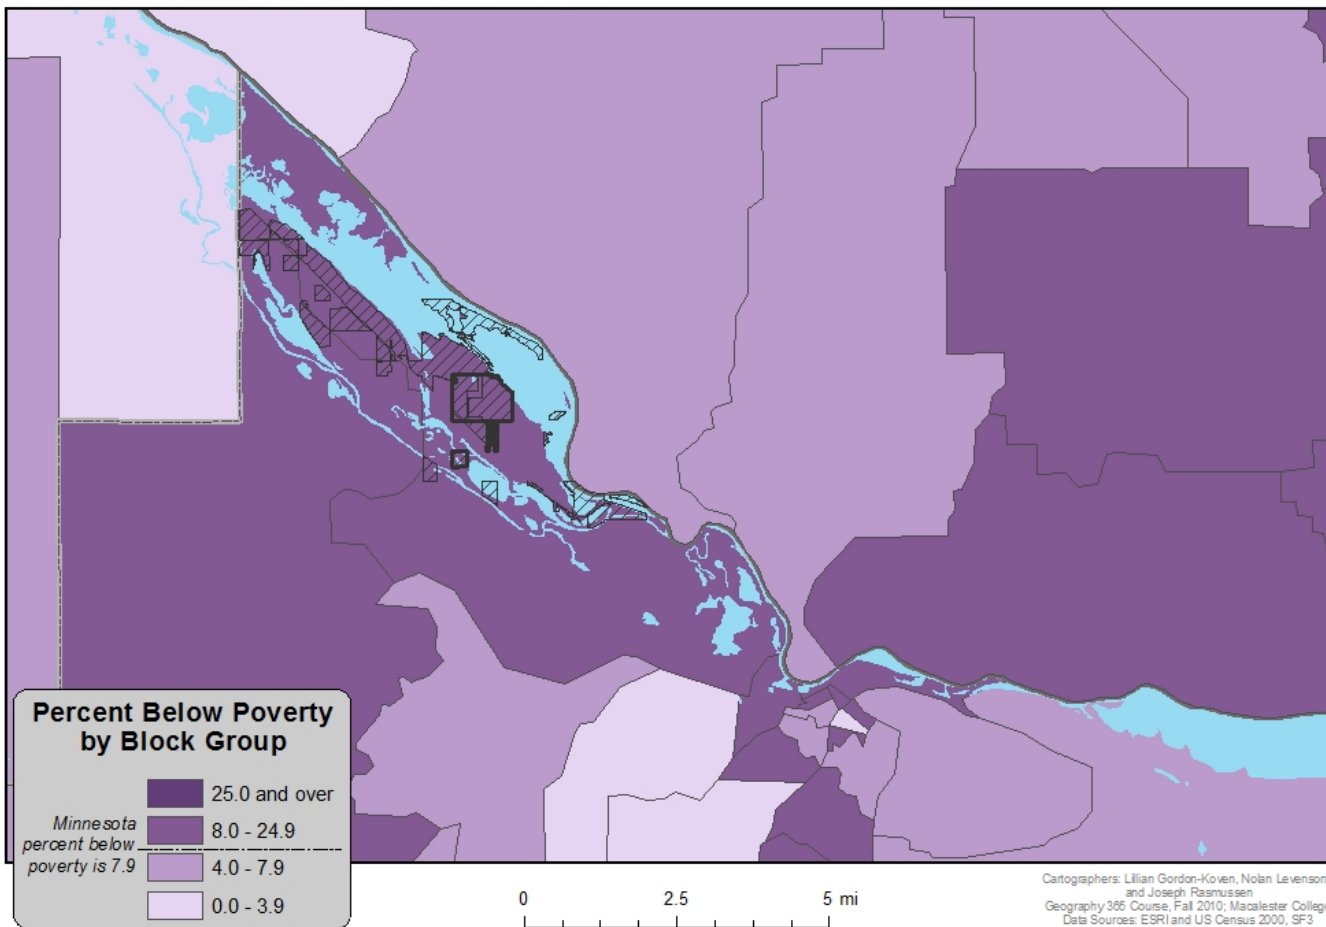 Percent Below Poverty
by Block Group
25.0 and over
8.0 - 24.9
4.0 - 7.9
0.0 - 3.9
Minnesota
percent below
poverty is 7.9
0 2.5 5 mi
Cartographers: Lillian Gordon-Koven, Nolan Levenson,
and Joseph Rasmussen
Geography 365 Course, Fall 2010; Macalester College
Data Sources: ESRI and US Census 2000, SF3